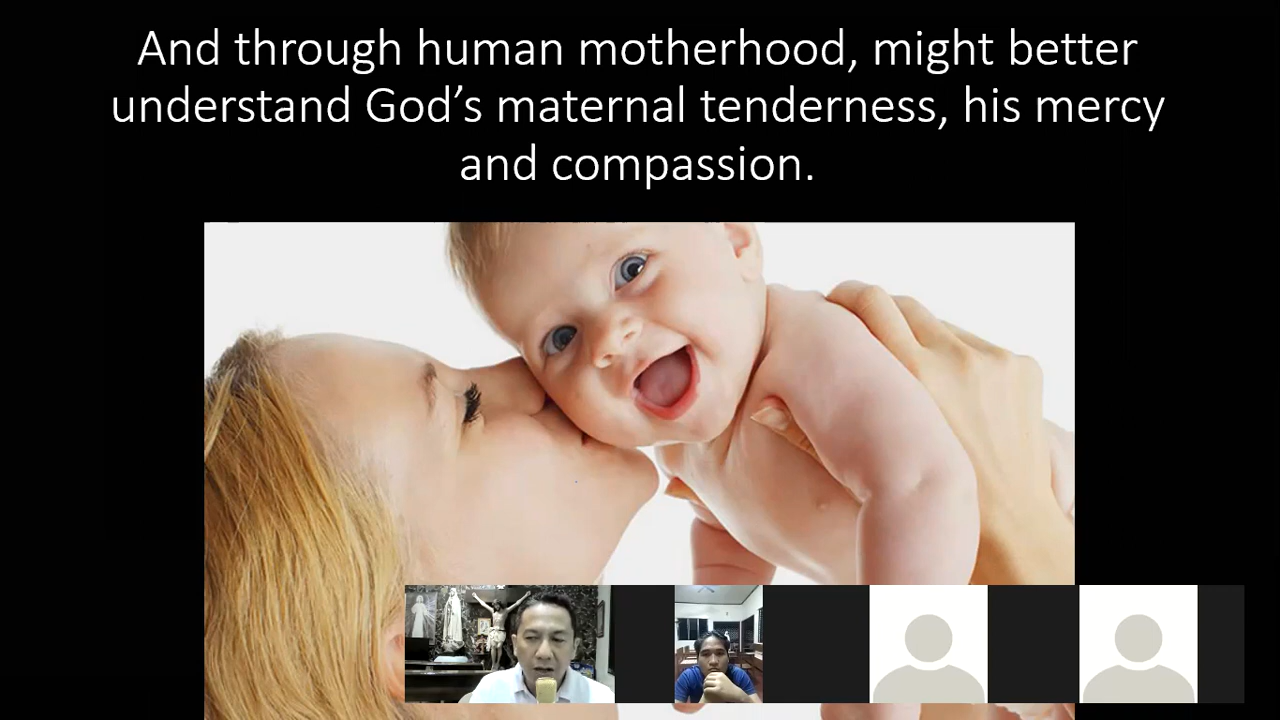 And through human motherhood, might better
understand God’s maternal tenderness, his mercy
and compassion.